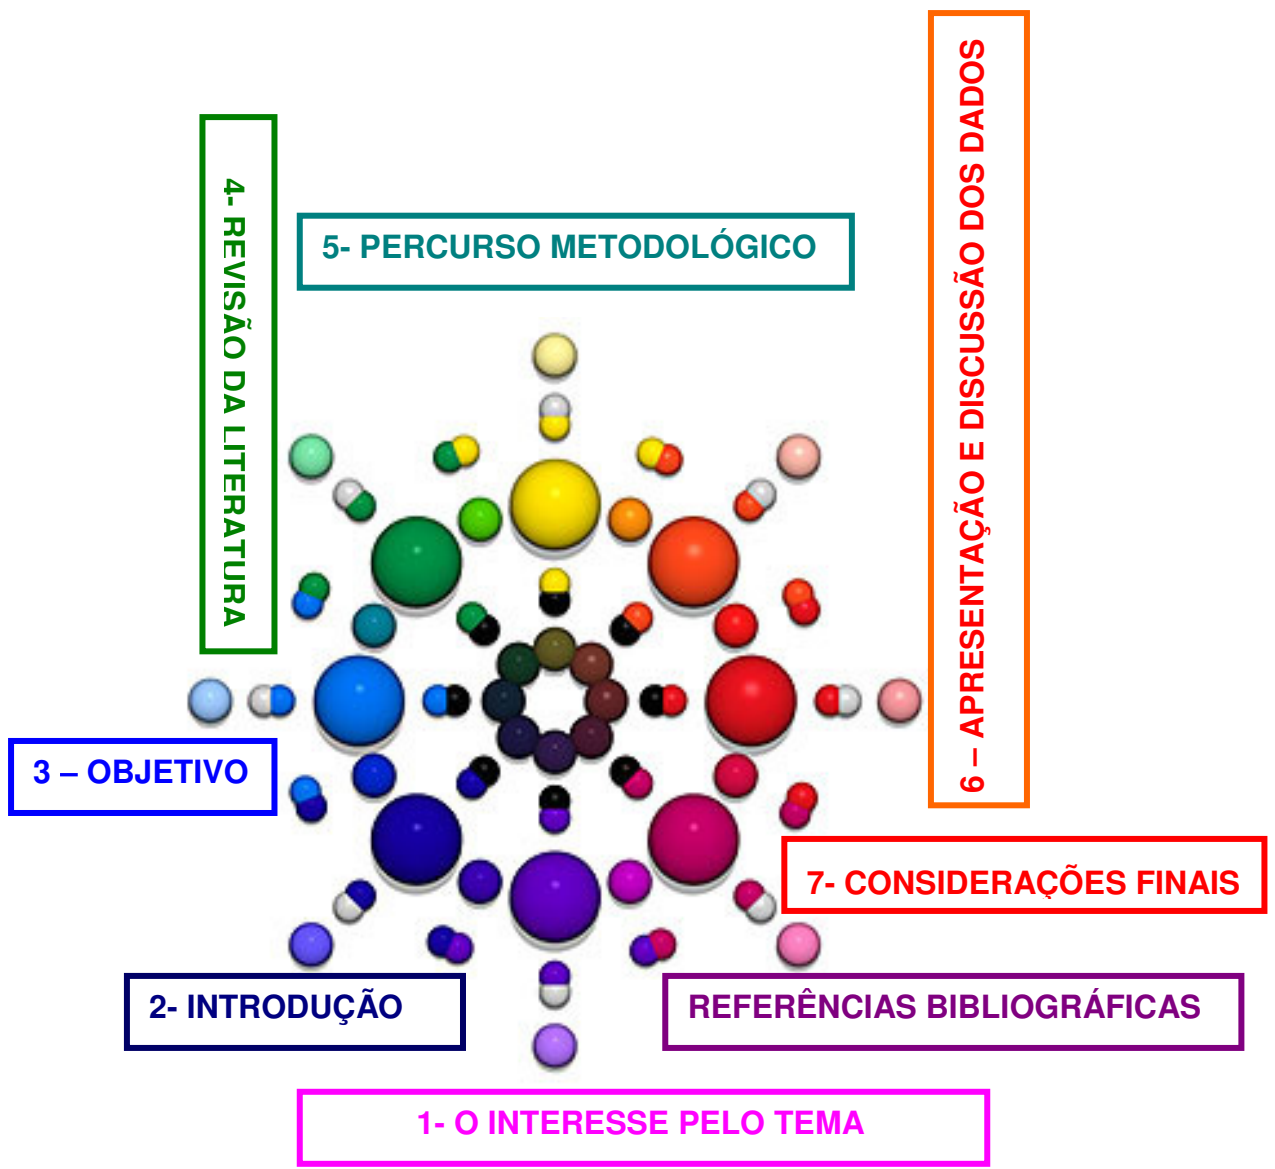 4- REVISÃO DA LITERATURA
5- PERCURSO METODOLÓGICO
6 – APRESENTAÇÃO E DISCUSSÃO DOS DADOS
3 – OBJETIVO
7- CONSIDERAÇÕES FINAIS
2- INTRODUÇÃO
REFERÊNCIAS BIBLIOGRÁFICAS
1- O INTERESSE PELO TEMA